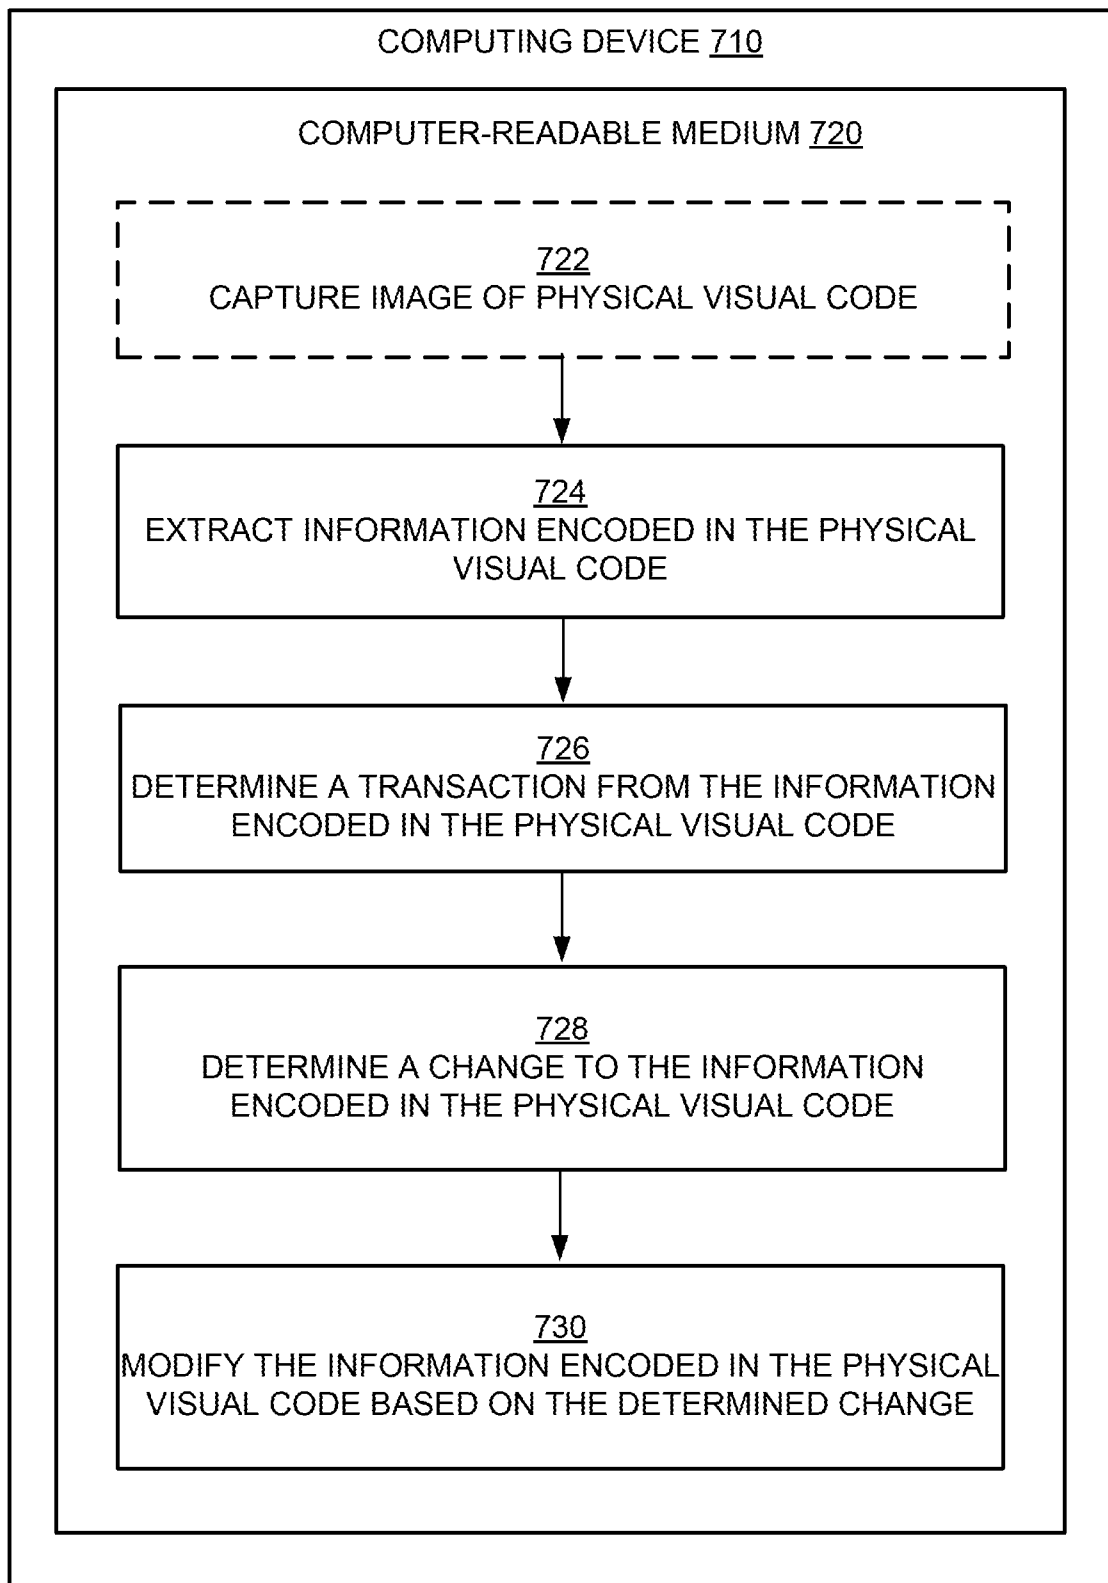 COMPUTING DEVICE 710
COMPUTER-READABLE MEDIUM 720
722
CAPTURE IMAGE OF PHYSICAL VISUAL CODE
724
EXTRACT INFORMATION ENCODED IN THE PHYSICAL
VISUAL CODE
726
DETERMINE A TRANSACTION FROM THE INFORMATION
ENCODED IN THE PHYSICAL VISUAL CODE
728
DETERMINE A CHANGE TO THE INFORMATION
ENCODED IN THE PHYSICAL VISUAL CODE
730
MODIFY THE INFORMATION ENCODED IN THE PHYSICAL
VISUAL CODE BASED ON THE DETERMINED CHANGE